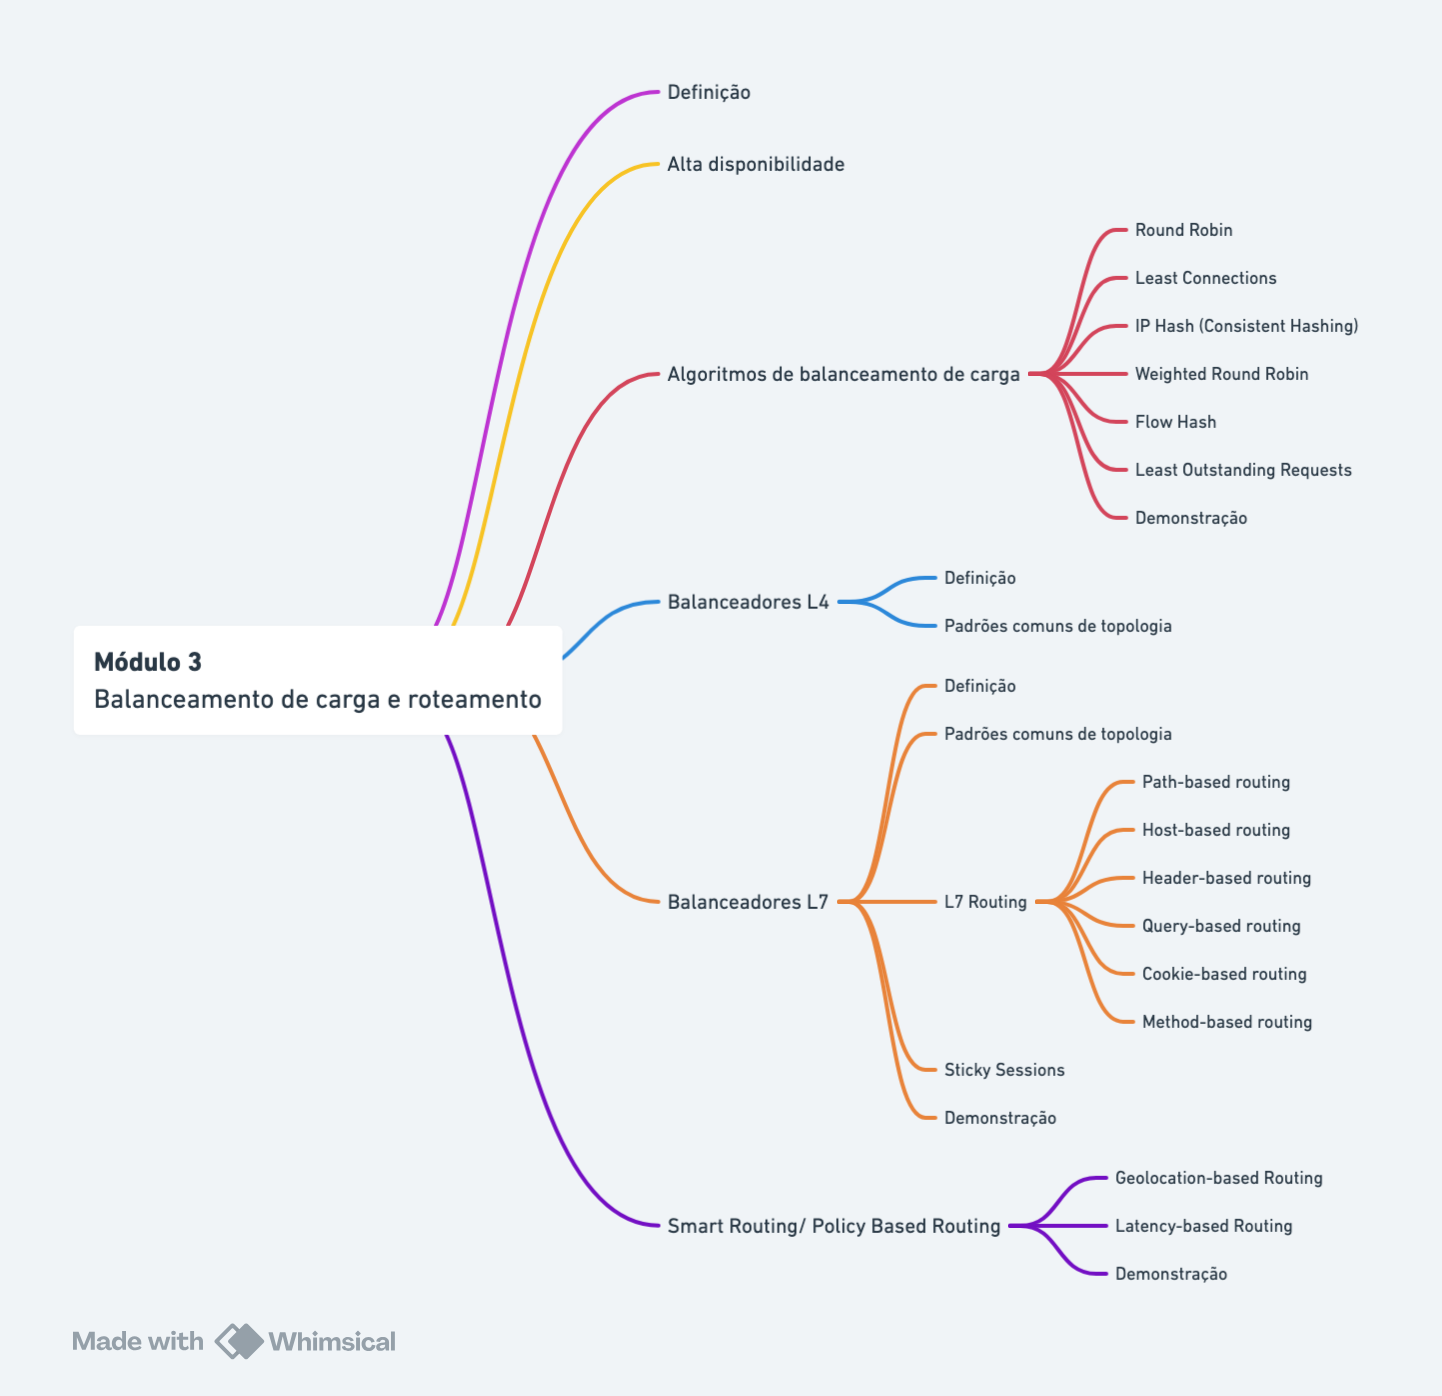 Módulo 3
Balanceamento de carga e roteamento
Definição
Alta disponibilidade
Algoritmos de balanceamento de carga
Round Robin
Least Connections
IP Hash (Consistent Hashing)
Weighted Round Robin
Flow Hash
Least Outstanding Requests
Demonstração
Balanceadores L4
Definição
Padrões comuns de topologia
Balanceadores L7
Definição
Padrões comuns de topologia
L7 Routing
Path-based routing
Host-based routing
Header-based routing
Query-based routing
Cookie-based routing
Method-based routing
Sticky Sessions
Demonstração
Smart Routing/ Policy Based Routing
Geolocation-based Routing
Latency-based Routing
Demonstração
Made with Whimsical